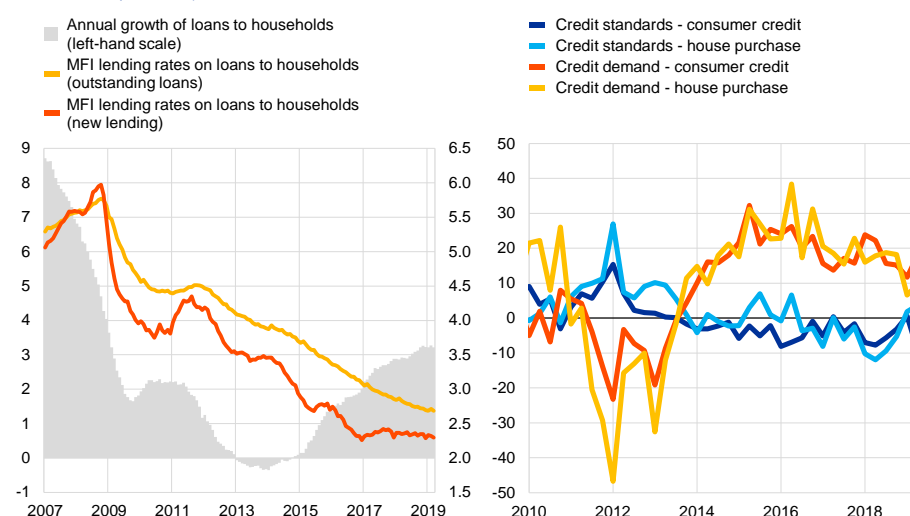 Annual growth of loans to households
(left-hand scale)
MFI lending rates on loans to households
(outstanding loans)
MFI lending rates on loans to households
(new lending)
Credit standards - consumer credit
Credit standards - house purchase
Credit demand - consumer credit
Credit demand - house purchase
9
8
7
6
5
4
3
2
1
0
-1
6.5
6.0
5.5
5.0
4.5
4.0
3.5
3.0
2.5
2.0
1.5
2007 2009 2011 2013 2015 2017 2019
50
40
30
20
10
0
-10
-20
-30
-40
-50
2010 2012 2014 2016 2018